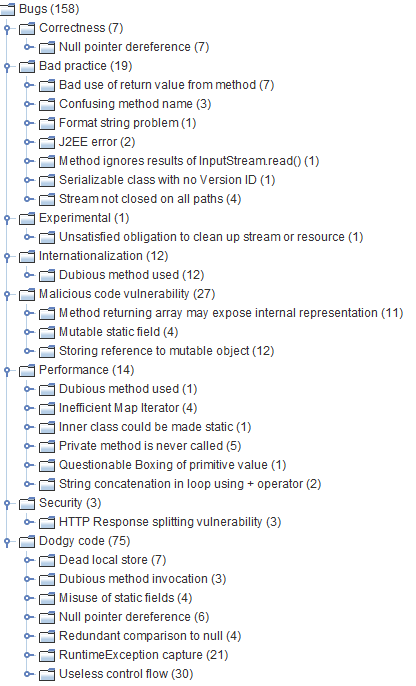 Bugs (158)
Correctness (7)
Null pointer dereference (7)
Bad practice (19)
Bad use of return value from method (7)
Confusing method name (3)
Format string problem (1)
J2EE error (2)
Method ignores results of InputStream.read() (1)
Serializable class with no Version ID (1)
Stream not closed on all paths (4)
Experimental (1)
Unsatisfied obligation to clean up stream or resource (1)
Internationalization (12)
Dubious method used (12)
Malicious code vulnerability (27)
Method returning array may expose internal representation (11)
Mutable static field (4)
Storing reference to mutable object (12)
Performance (14)
Dubious method used (1)
Inefficient Map Iterator (4)
Inner class could be made static (1)
Private method is never called (5)
Questionable Boxing of primitive value (1)
String concatenation in loop using + operator (2)
Security (3)
HTTP Response splitting vulnerability (3)
Dodgy code (75)
Dead local store (7)
Dubious method invocation (3)
Misuse of static fields (4)
Null pointer dereference (6)
Redundant comparison to null (4)
RuntimeException capture (21)
Useless control flow (30)